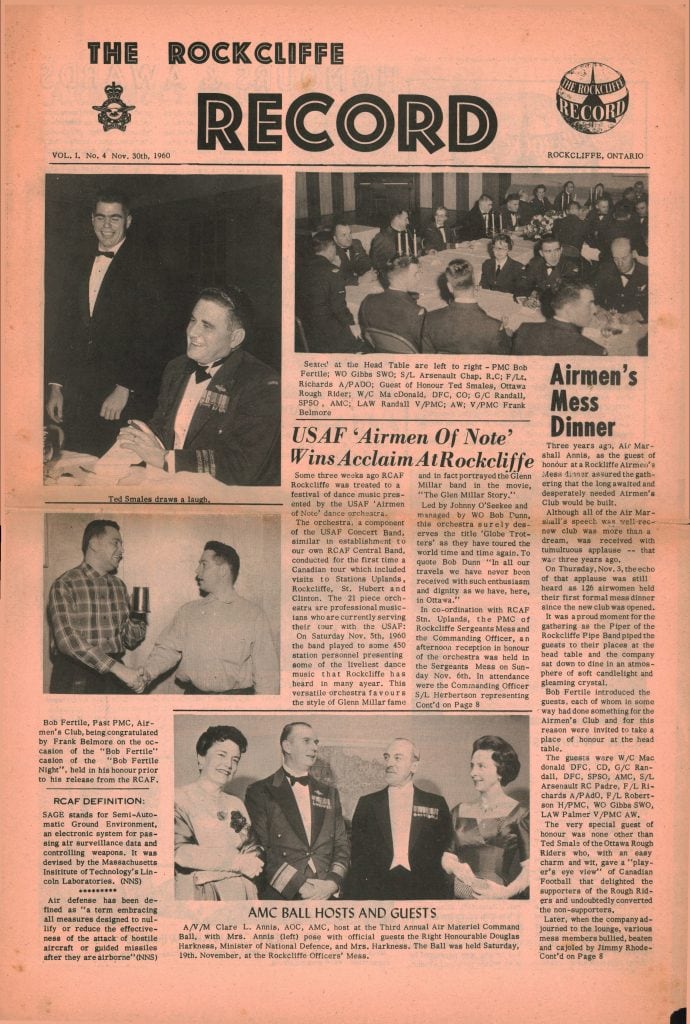 THE ROCKCLIFFE
RECORD
THE ROCKCLIFFE
RECORD
VOL. I. No. 4 Nov. 30th, 1960
ROCKCLIFFE, ONTARIO
Ted Smales draws a laugh.
Seated at the Head Table are left to right - PMC Bob
Fertile; WO Gibbs SWO; S/L Arsenault Chap. R.C; F/Lt.
Richards A/PADO; Guest of Honour Ted Smales, Ottawa
Rough Rider; W/C Ma cDonald, DFC, CO; G/C Randall,
SPSO , AMC; LAW Randall V/PMC; AW; V/PMC Frank
Belmore
USAF 'Airmen Of Note'
Wins Acclaim At Rockcliffe
Some three weeks ago RCAF
Rockcliffe was treated to a
festival of dance music pres-
ented by the USAF 'Airmen
of Note' dance orchestra.
The orchestra, a component
of the USAF Concert Band,
similar in establishment to
our own RCAF Central Band,
conducted for the first time a
Canadian tour which included
visits to Stations Uplands,
Rockcliffe, St. Hubert and
Clinton. The 21 piece orch-
estra are professional music-
ians who are currently serving
their tour with the USAF.
On Saturday Nov. 5th, 1960
the band played to some 450
station personnel presenting
some of the liveliest dance
music that Rockcliffe has
heard in many ayear. This
versatile orchestra favours
the style of Glenn Millar fame
and in fact portrayed the Glenn
Millar band in the movie,
"The Glen Millar Story."
Led by Johnny O'Seekee and
managed by WO Bob Dunn,
this orchestra surely des-
erves the title 'Globe Trot-
ters' as they have toured the
world time and time again. To
quote Bob Dunn "In all our
travels we have never been
received with such enthusiasm
and dignity as we have, here,
in Ottawa."
In co-ordination with RCAF
Stn. Uplands, the PMC of
Rockcliffe Sergeants Mess and
the Commanding Officer, an
afternoon reception in honour
of the orchestra was held in
the Sergeants Mess on Sun-
day Nov. 6th. In attendance
were the Commanding Officer
S/L Herbertson representing
Cont'd on Page 8
Airmen's
Mess
Dinner
Three years ago, Air Mar-
shall Annis, as the guest of
honour at a Rockliffe Airmen's
Mess dinner assured the gath-
ering that the long awaited and
desperately needed Airmen's
Club would be built.
Although all of the Air Mar-
shall's speech was well rec-
new club was more than a
dream, was received with
tumultuous applause -- that
was three years ago.
On Thursday, Nov. 3, the echo
of that applause was still
heard as 126 airwomen held
their first formal mess dinner
since the new club was opened.
It was a proud moment for the
gathering as the Piper of the
Rockcliffe Pipe Band piped the
guests to their places at the
head table and the company
sat down to dine in an atmos-
phere of soft candlelight and
gleaming crystal.
Bob Fertile introduced the
guests, each of whom in some
way had done something for the
Airmen's Club and for this
reason were invited to take a
place of honour at the head
table.
The guests were W/C Mac
donald DFC, CD, G/C Ran-
dall, DFC, SPSO, AMC, S/L
Arsenault RC Padre, F/L Ri-
chards A/PAdO, F/L Robert-
son H/PMC, WO Gibbs SWO,
LAW Palmer V/PMC AW.
The very special guest of
honour was none other than
Ted Smale of the Ottawa Rough
Riders who, with an easy
charm and wit, gave a "play-
er's eye view" of Canadian
Football that delighted the
supporters of the Rough Rid-
ers and undoubtedly converted
the non-supporters.
Later, when the company ad-
journed to the lounge, various
mess members bullied, beaten
and cajoled by Jimmy Rhode-
Cont'd on Page 8
Bob Fertile, Past PMC, Air-
men's Club, being congratulated
by Frank Belmore on the oc-
casion of the "Bob Fertile"
casion of the "Bob Fertile
Night", held in his honour prior
to his release from the RCAF.
RCAF DEFINITION:
SAGE stands for Semi-Auto-
matic Ground Environment,
an electronic system for pas-
sing air surveillance data and
controlling weapons. It was
devised by the Massachusetts
Insititute of Technology's Lin-
coln Laboratories. (NNS)
*********
Air defense has been de-
fined as "a term embracing
all measures designed to nul-
lify or reduce the effective-
ness of the attack of hostile
aircraft or guided missiles
after they are airborne"(NNS)
AMC BALL HOSTS AND GUESTS
A/V/M Clare L. Annis, AOC, AMC, host at the Third Annual Air Materiel Command
Ball, with Mrs. Annis (left) pose with official guests the Right Honourable Douglas
Harkness, Minister of National Defence, and Mrs. Harkness. The Ball was held Saturday,
19th. November, at the Rockcliffe Officers' Mess.